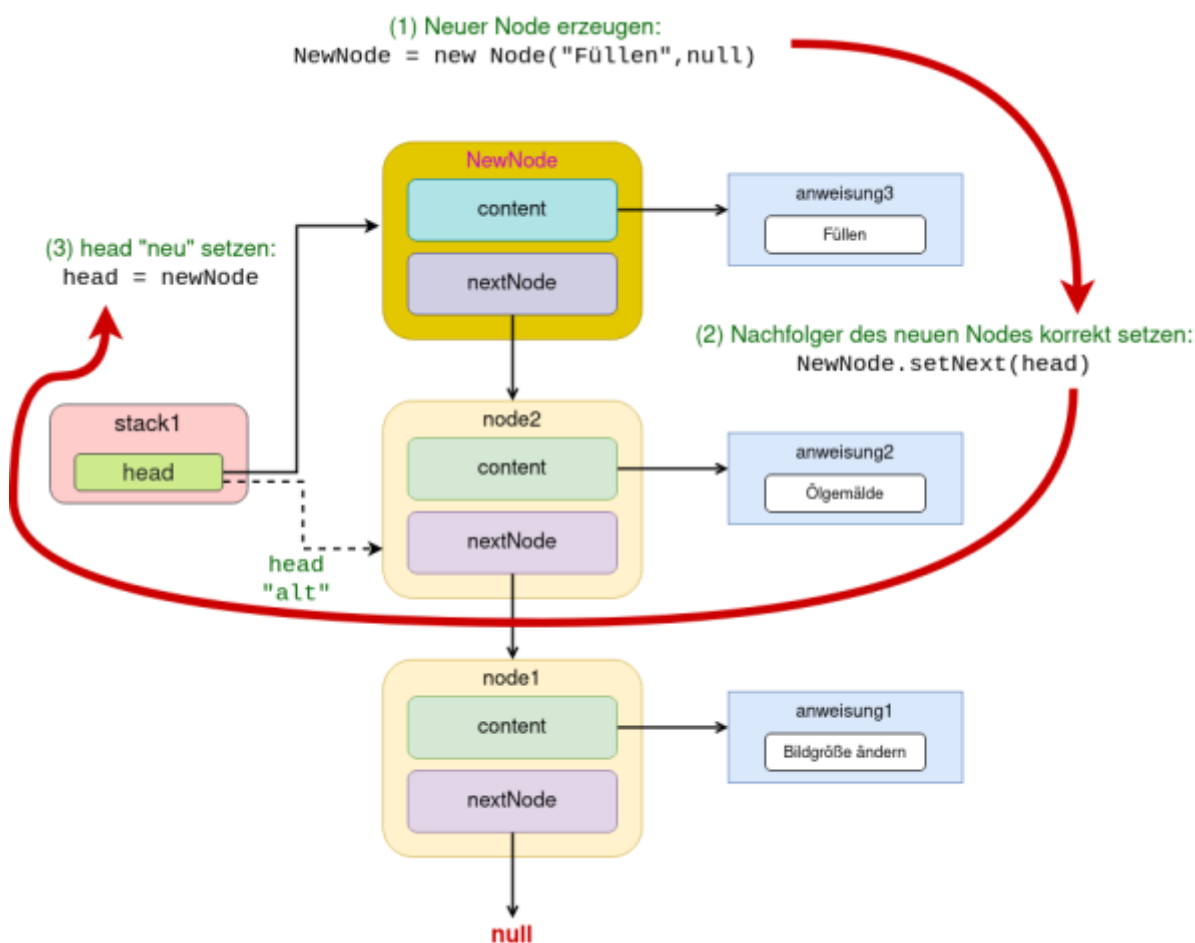 (1) Neuer Node erzeugen:
NewNode = new Node("Füllen",null)
NewNode
content
nextNode
anweisung3
Füllen
(3) head "neu" setzen:
head = newNode
(2) Nachfolger des neuen Nodes korrekt setzen:
NewNode.setNext(head)
stack1
head
head
"alt"
node2
content
nextNode
anweisung2
Ölgemälde
node1
content
nextNode
anweisung1
Bildgröße ändern
null